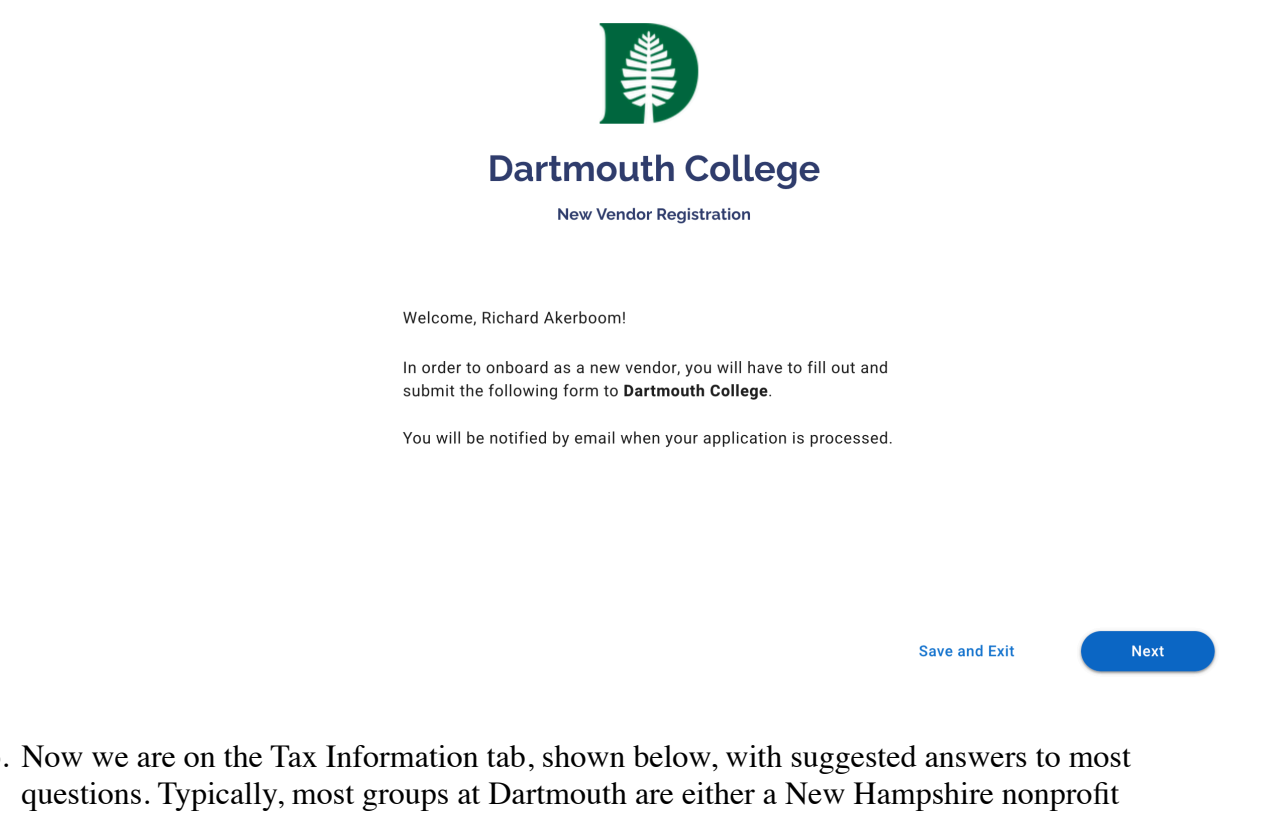 Dartmouth College
New Vendor Registration
Welcome, Richard Akerboom!
In order to onboard as a new vendor, you will have to fill out and
submit the following form to Dartmouth College.
You will be notified by email when your application is processed.
Save and Exit
Next
. Now we are on the Tax Information tab, shown below, with suggested answers to most
questions. Typically, most groups at Dartmouth are either a New Hampshire nonprofit